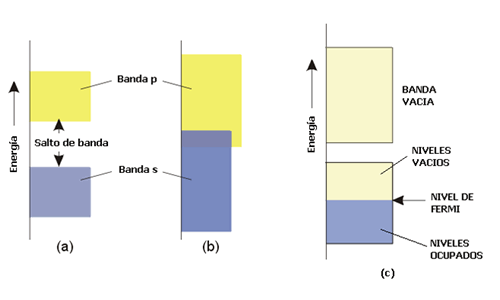 Energía
Banda p
Salto de banda
Banda s
(a)
(b)
(c)
Energía
BANDA
VACIA
NIVELES
VACIOS
NIVEL DE
FERMI
NIVELES
OCUPADOS